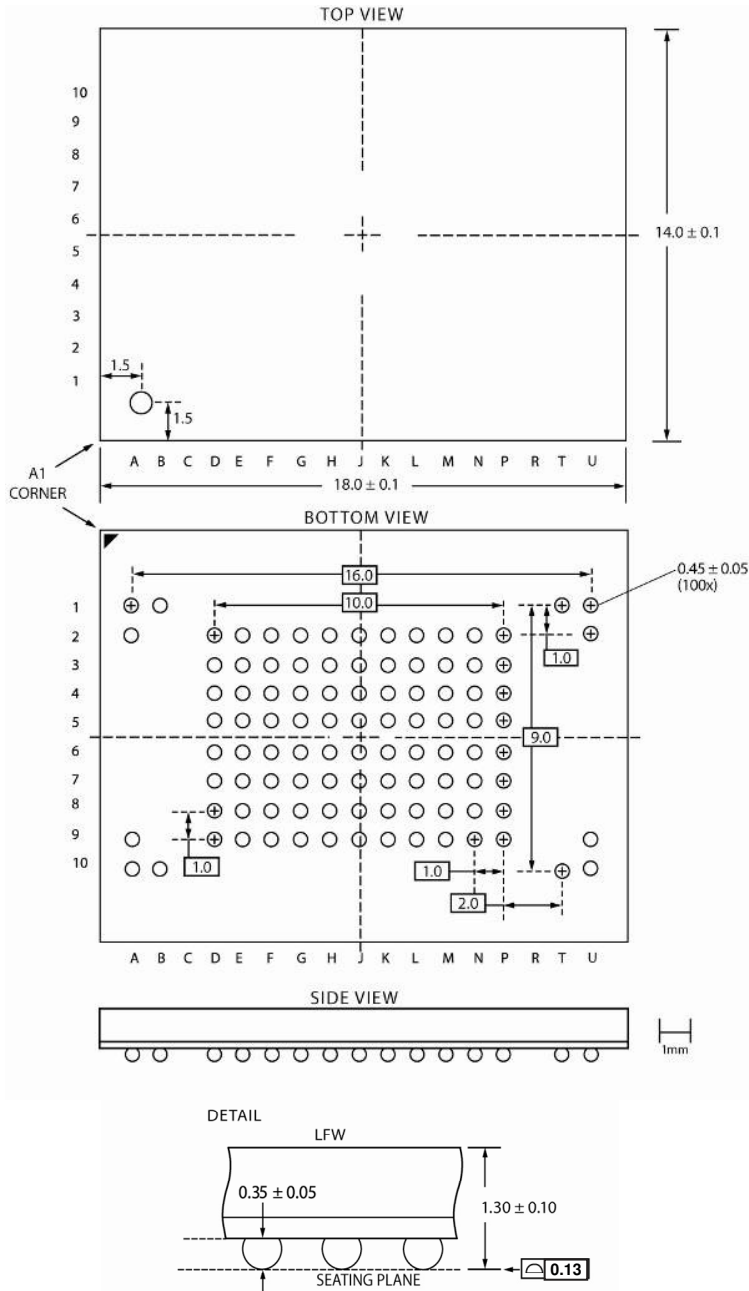 TOP VIEW
10
9
8
7
6
5
4
3
2
1
14.0 ± 0.1
1.5
1.5
A B C D E F G H J K L M N P R T U
18.0 ± 0.1
A1
CORNER
BOTTOM VIEW
16.0
0.45 ± 0.05
(100x)
10.0
1
2
3
4
5
6
7
8
9
10
1.0
9.0
1.0
1.0
2.0
A B C D E F G H J K L M N P R T U
SIDE VIEW
1mm
DETAIL
LFW
0.35 ± 0.05
1.30 ± 0.10
SEATING PLANE
0.13